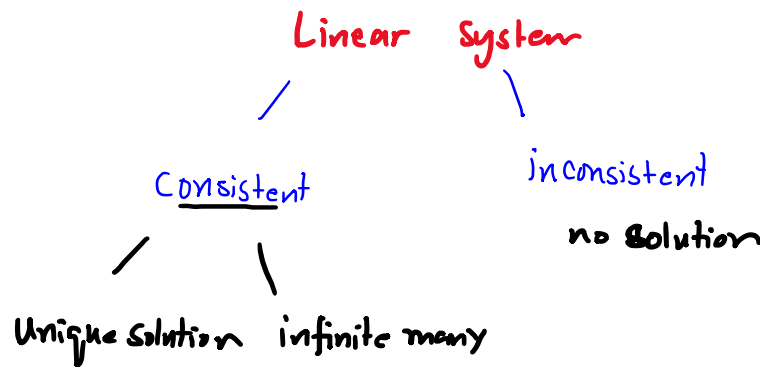 Linear system
Consistent
inconsistent
no solution
Unique solution infinite many